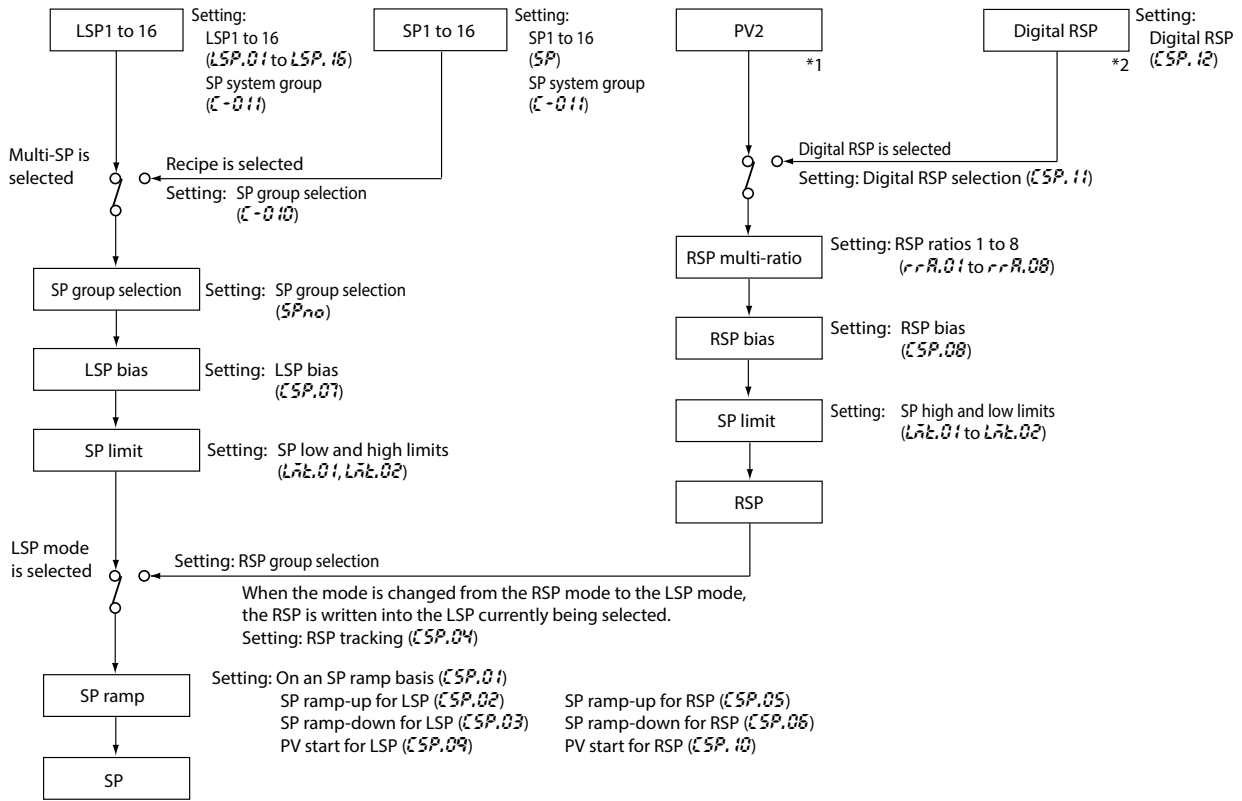 LSP1 to 16
Setting:
LSP1 to 16
(LSP.01 to LSP.16)
SP system group
(C-011)
SP1 to 16
Setting:
SP1 to 16
(SP)
SP system group
(C-011)
PV2
*1
Digital RSP
*2
Setting:
Digital RSP
(CSP.12)
Multi-SP is
selected
Recipe is selected
Setting: SP group selection
(C-010)
Digital RSP is selected
Setting: Digital RSP selection (CSP.11)
SP group selection
Setting: SP group selection
(SPno)
RSP multi-ratio
Setting: RSP ratios 1 to 8
(rrA.01 to rrA.08)
LSP bias
Setting: LSP bias
(CSP.07)
RSP bias
Setting: RSP bias
(CSP.08)
SP limit
Setting: SP low and high limits
(Lmt.01, Lmt.02)
SP limit
Setting: SP high and low limits
(Lmt.01 to Lmt.02)
RSP
LSP mode
is selected
Setting: RSP group selection
When the mode is changed from the RSP mode to the LSP mode,
the RSP is written into the LSP currently being selected.
Setting: RSP tracking (CSP.04)
SP ramp
Setting: On an SP ramp basis (CSP.01)
SP ramp-up for LSP (CSP.02) SP ramp-up for RSP (CSP.05)
SP ramp-down for LSP (CSP.03) SP ramp-down for RSP (CSP.06)
PV start for LSP (CSP.09) PV start for RSP (CSP.10)
SP